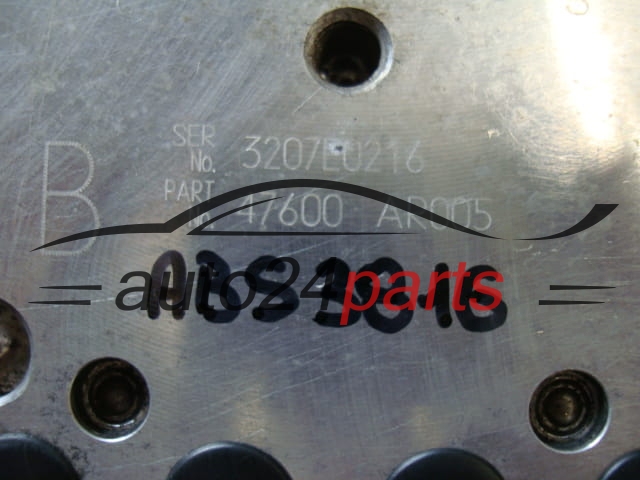 B
SER
No. 3207E0216
PART
No. 47600 AR005
auto24parts